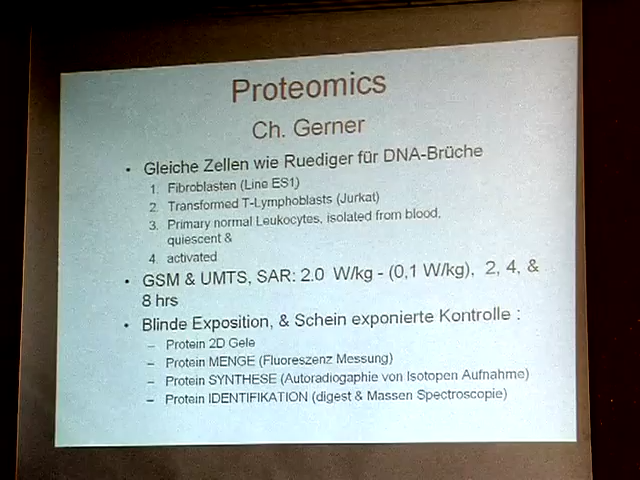 Proteomics
Ch. Gerner
• Gleiche Zellen wie Ruediger für DNA-Brüche
1. Fibroblasten (Line ES1)
2. Transformed T-Lymphoblasts (Jurkat)
3. Primary normal Leukocytes, isolated from blood,
quiescent &
4. activated
• GSM & UMTS, SAR: 2.0 W/kg - (0,1 W/kg), 2, 4, &
8 hrs
• Blinde Exposition, & Schein exponierte Kontrolle :
– Protein 2D Gele
– Protein MENGE (Fluoreszenz Messung)
– Protein SYNTHESE (Autoradiogaphie von Isotopen Aufnahme)
– Protein IDENTIFIKATION (digest & Massen Spectroscopie)